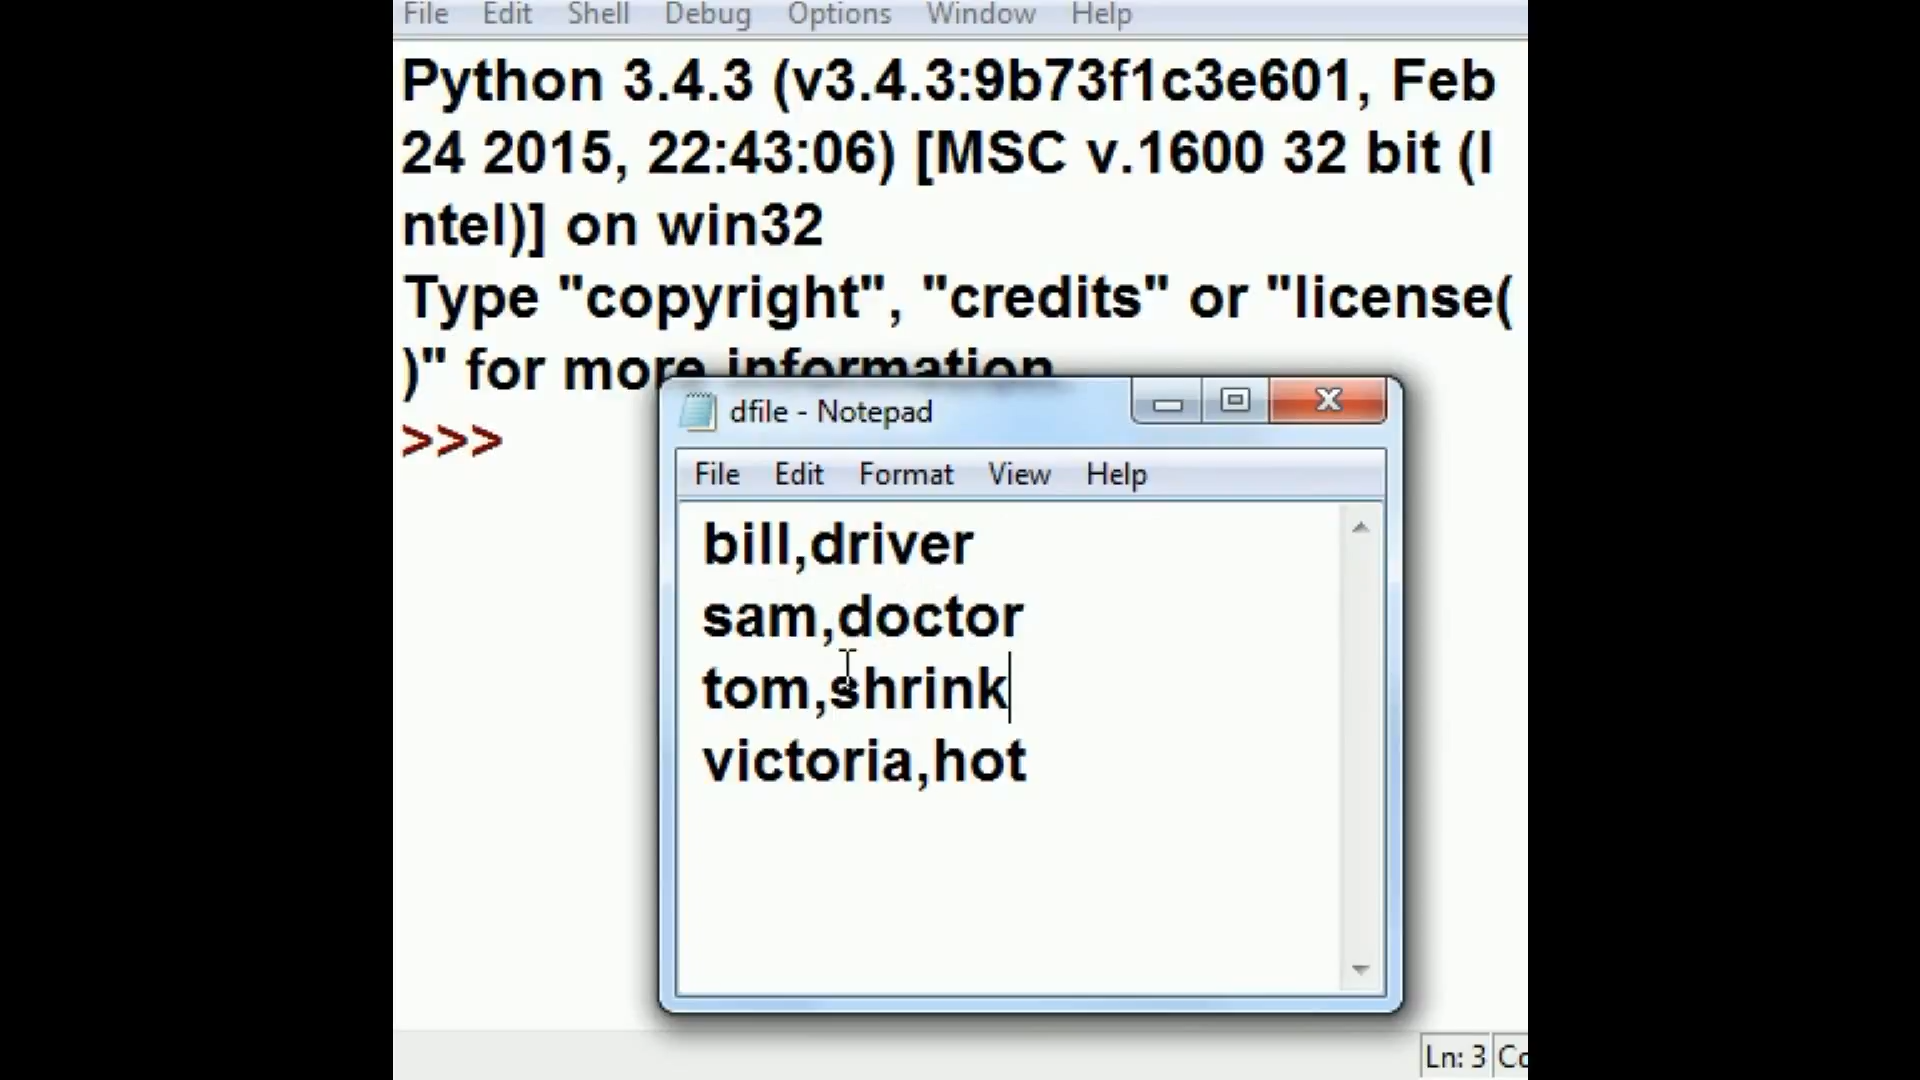 File Edit Shell Debug Options Window Help
Python 3.4.3 (v3.4.3:9b73f1c3e601, Feb
24 2015, 22:43:06) [MSC v.1600 32 bit (I
ntel)] on win32
Type "copyright", "credits" or "license(
)" for more information
>>>
dfile - Notepad
File Edit Format View Help
bill,driver
sam,doctor
tom,shrink
victoria,hot
Ln: 3 Co